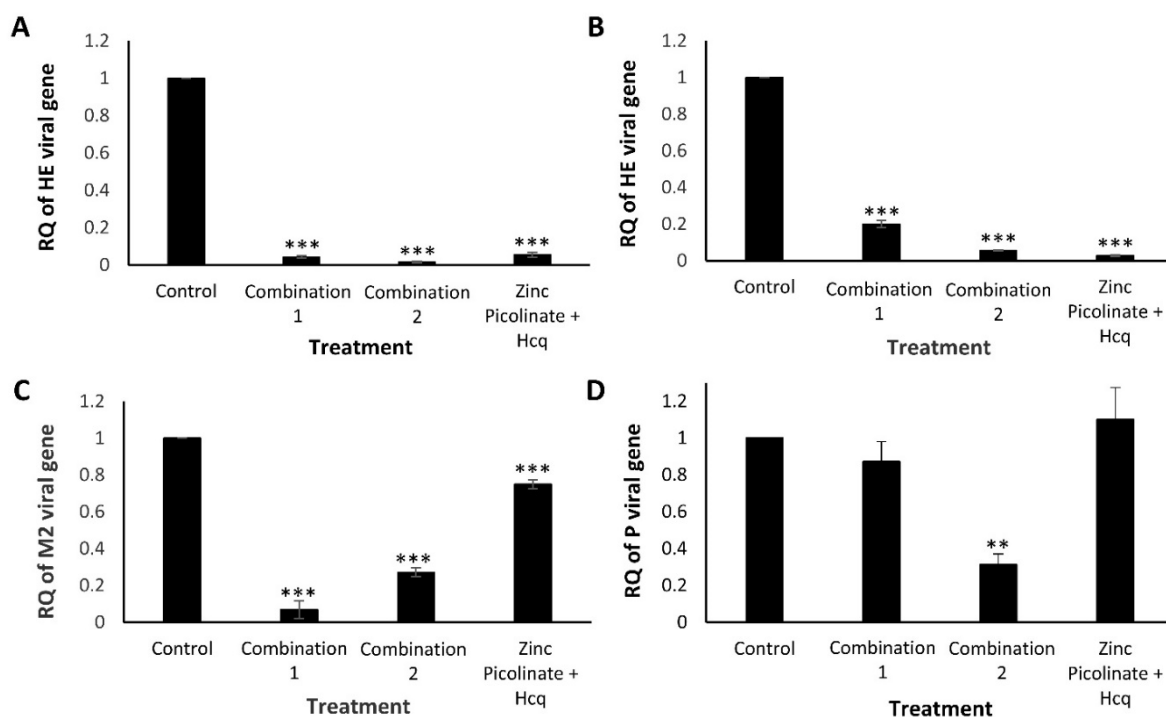 A
RQ of HE viral gene
1.2
1
0.8
0.6
0.4
0.2
0
***
***
***
Control
Combination
1
Combination
2
Zinc
Picolinate +
Hcq
Treatment
B
RQ of HE viral gene
1.2
1
0.8
0.6
0.4
0.2
0
***
***
***
Control
Combination
1
Combination
2
Zinc
Picolinate +
Hcq
Treatment
C
RQ of M2 viral gene
1.2
1
0.8
0.6
0.4
0.2
0
***
***
***
Control
Combination
1
Combination
2
Zinc
Picolinate +
Hcq
Treatment
D
RQ of P viral gene
1.2
1
0.8
0.6
0.4
0.2
0
**
Control
Combination
1
Combination
2
Zinc
Picolinate +
Hcq
Treatment